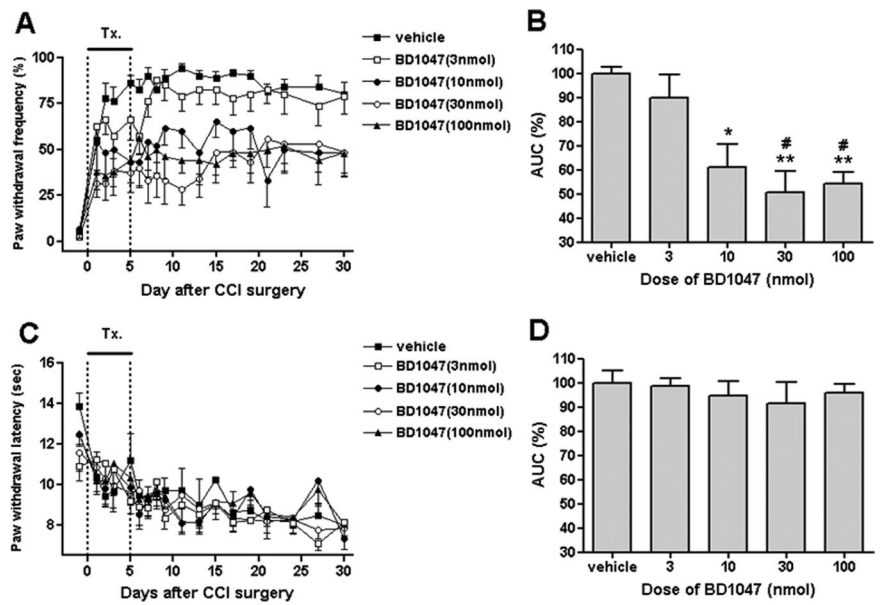 A
Tx.
Paw withdrawal frequency (%)
100
75
50
25
0
0 5 10 15 20 25 30
Day after CCI surgery
vehicle
BD1047(3nmol)
BD1047(10nmol)
BD1047(30nmol)
BD1047(100nmol)
B
AUC (%)
110
100
90
80
70
60
50
40
30
*
#
**
#
**
vehicle 3 10 30 100
Dose of BD1047 (nmol)
C
Tx.
Paw withdrawal latency (sec)
16
14
12
10
8
0 5 10 15 20 25 30
Days after CCI surgery
vehicle
BD1047(3nmol)
BD1047(10nmol)
BD1047(30nmol)
BD1047(100nmol)
D
AUC (%)
110
100
90
80
70
60
50
40
30
vehicle 3 10 30 100
Dose of BD1047 (nmol)